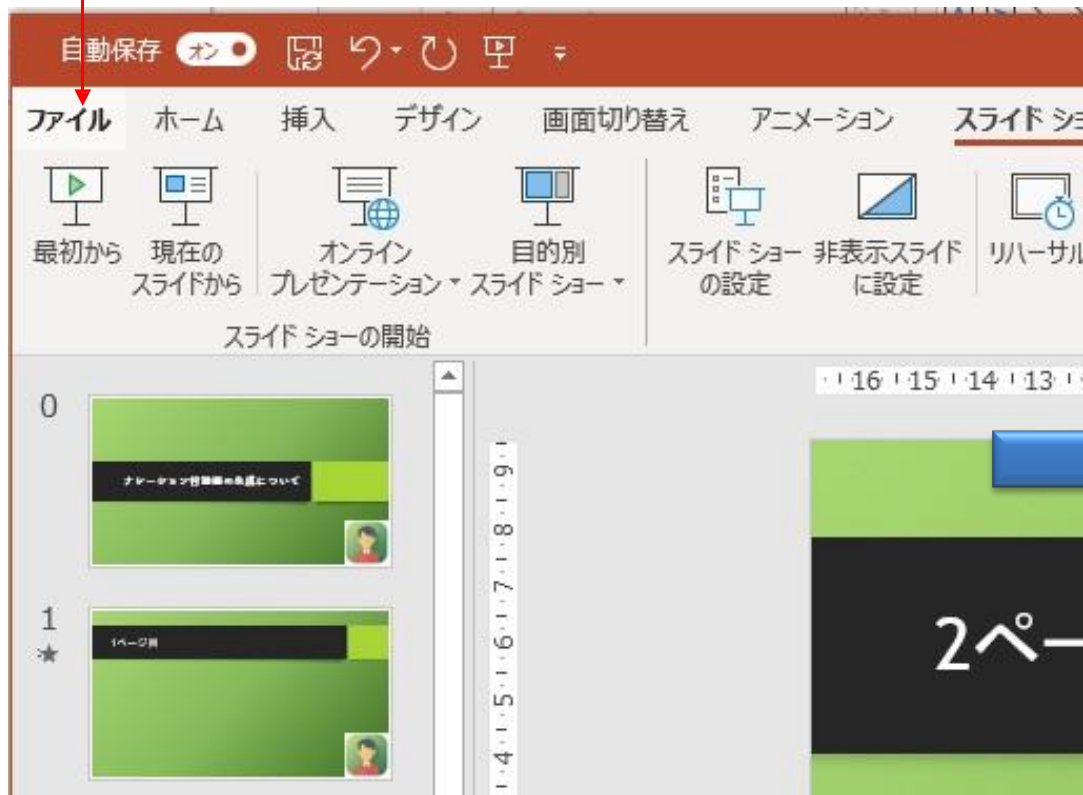 自動保存 オン
ファイル ホーム 挿入 デザイン 画面切り替え アニメーション スライド ショ
最初から 現在の オンライン 目的別 スライド ショー 非表示スライド リハーサル
スライドから プレゼンテーション スライド ショー の設定 に設定
スライド ショーの開始
16 15 14 13
0
9
8
7
6
5
4
1
1ページ目
2ペー